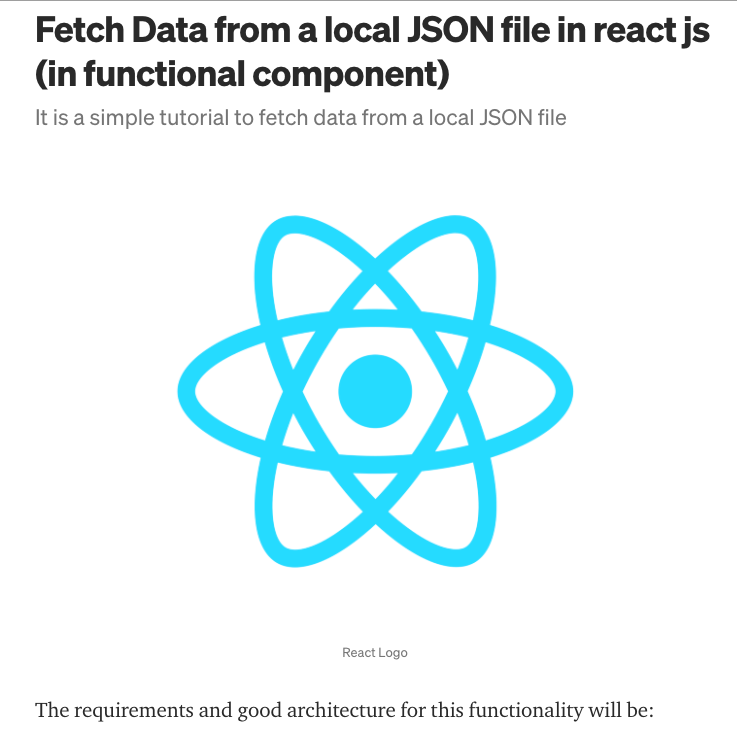 Fetch Data from a local JSON file in react js
(in functional component)
It is a simple tutorial to fetch data from a local JSON file
React Logo
The requirements and good architecture for this functionality will be: